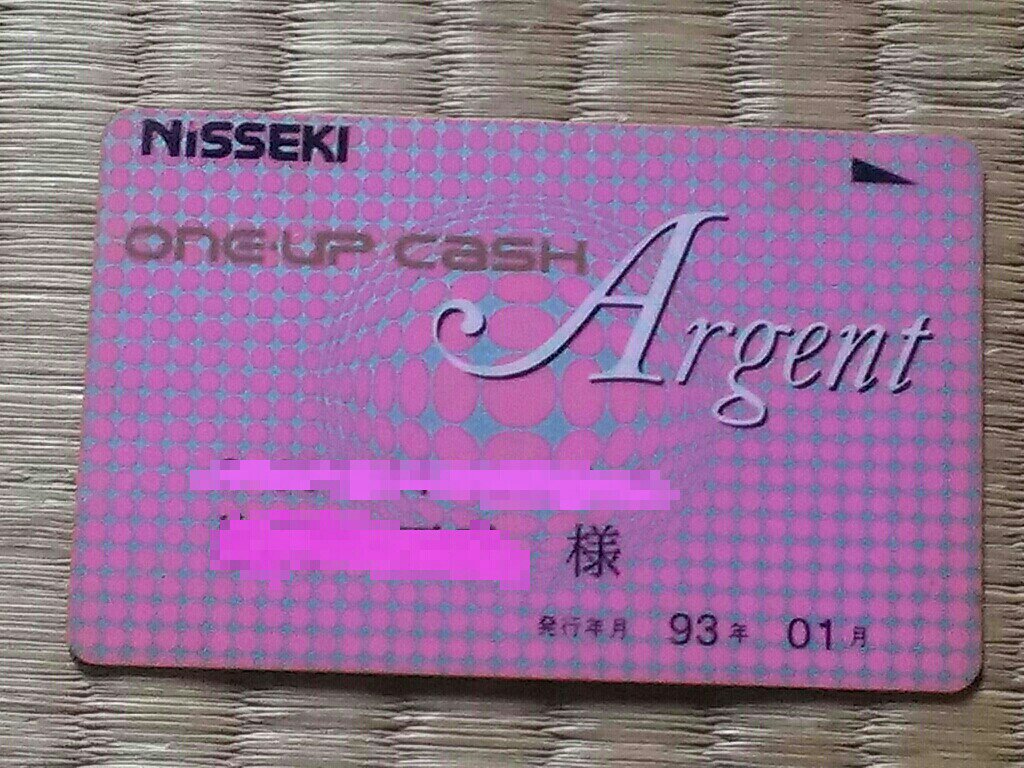 NISSEKI
ONE·UP CASH
Argent
様
発行年月 93年 01月